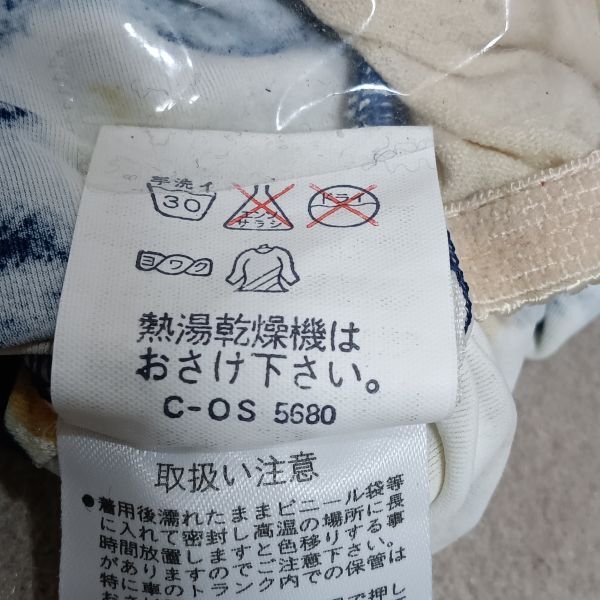 手洗イ
30
エンソ
サラシ
ドライ
ヨワク
熱湯乾燥機は
おさけ下さい。
C-OS 5680
取扱い注意
●着用後濡れたままビニール袋等
に入れて密封し高温の場所に長
時間放置しますと色移りする事
がありますのでご注意下さい。
特に車のトランク内での保管は